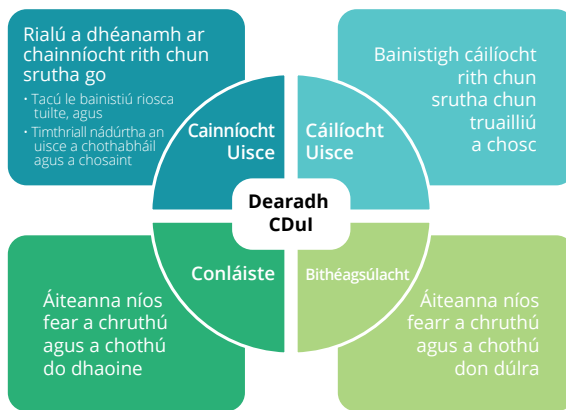 Rialú a dhéanamh ar
chainníocht rith chun
srutha go
• Tacú le bainistiú riosca
tuilte, agus
• Timthriall nádúrtha an
uisce a chothabháil
agus a chosaint
Bainistigh cáilíocht
rith chun
srutha chun
truailliú
a chosc
Cainníocht
Uisce
Cáilíocht
Uisce
Dearadh
CDuI
Conláiste
Bithéagsúlacht
Áiteanna níos
fear a chruthú
agus a chothú
do dhaoine
Áiteanna níos
fearr a chruthú
agus a chothú
don dúlra